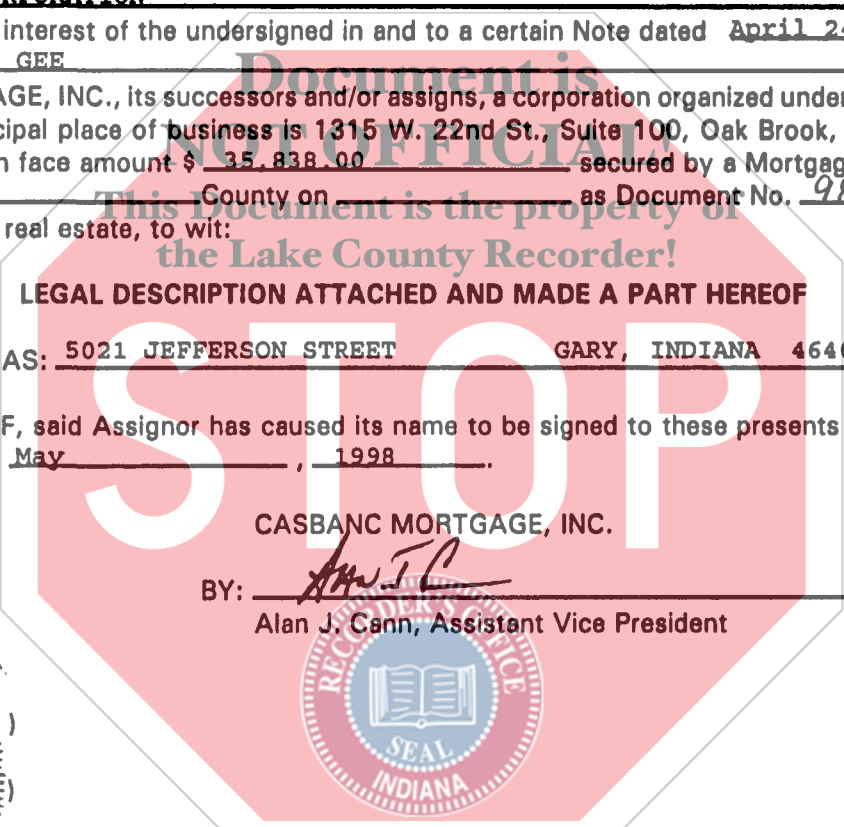 interest of the undersigned in and to a certain Note dated April 24
GEE
Document is
AGE, INC., its successors and/or assigns, a corporation organized under
cipal place of business is 1315 W. 22nd St., Suite 100, Oak Brook,
NOT OFFICIAL!
n face amount $ 35,838.00 secured by a Mortgag
County on as Document No. 98
This Document is the property of
real estate, to wit:
the Lake County Recorder!
LEGAL DESCRIPTION ATTACHED AND MADE A PART HEREOF
STOP
AS: 5021 JEFFERSON STREET GARY, INDIANA 464
F, said Assignor has caused its name to be signed to these presents
May , 1998 .
CASBANC MORTGAGE, INC.
BY:
Alan J. Cann, Assistant Vice President
RECORDER'S OFFICE
SEAL
INDIANA